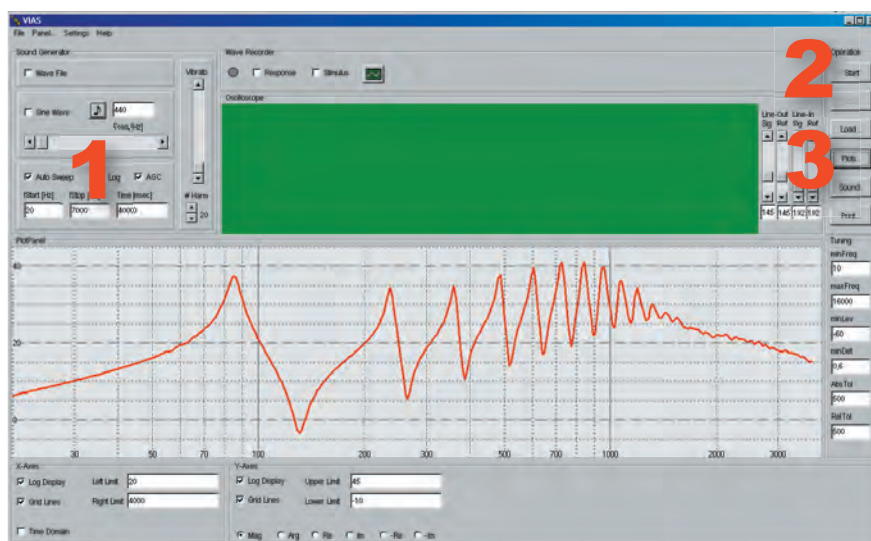 VIAS
File Panel... Settings Help
Sound Generator
Wave File
Vibrato
Sine Wave
440
Freq.[Hz]
1
Auto Sweep Log AGC
fStart [Hz] fStop Time [msec]
20 7000 4000
# Harm
20
Wave Recorder
Response Stimulus
Oscilloscope
Line-Out Line-In
Sig Ref Sig Ref
145 145 192 192
2
3
Operation
Start
Load
Plots
Sound
Print
PlotPanel
40
20
0
30 50 70 100 200 300 500 1000 2000 3000
Tuning
minFreq
10
maxFreq
16000
minLev
-60
minDelt
0,6
AbsTol
500
RelTol
500
X-Axes
Log Display Left Limit 20
Grid Lines Right Limit 4000
Time Domain
Y-Axes
Log Display Upper Limit 45
Grid Lines Lower Limit -10
Mag Arg Re Im -Re -Im